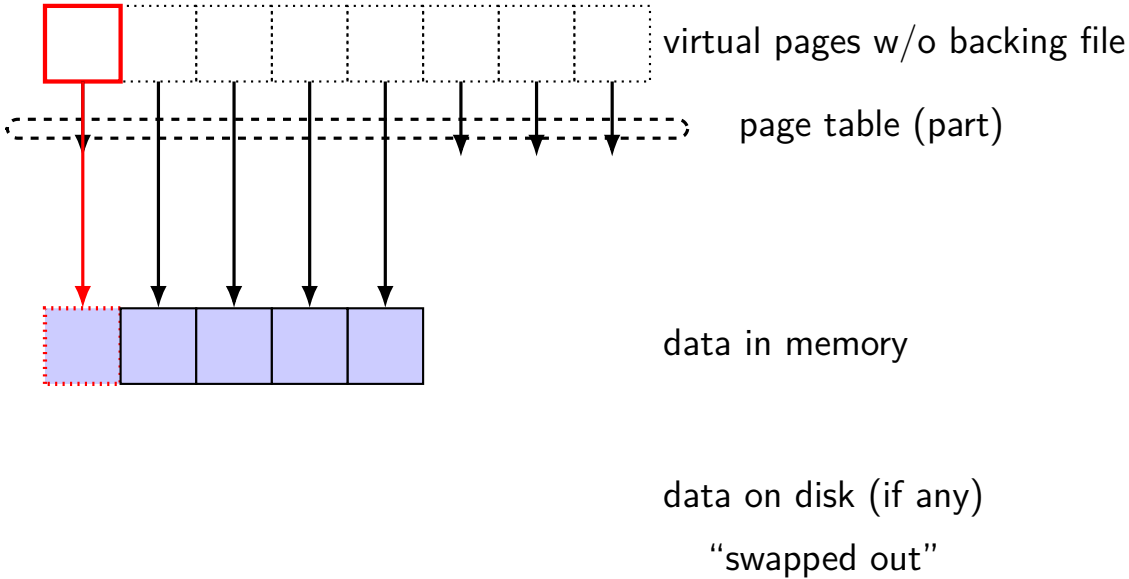 virtual pages w/o backing file
page table (part)
data in memory
data on disk (if any)
“swapped out”